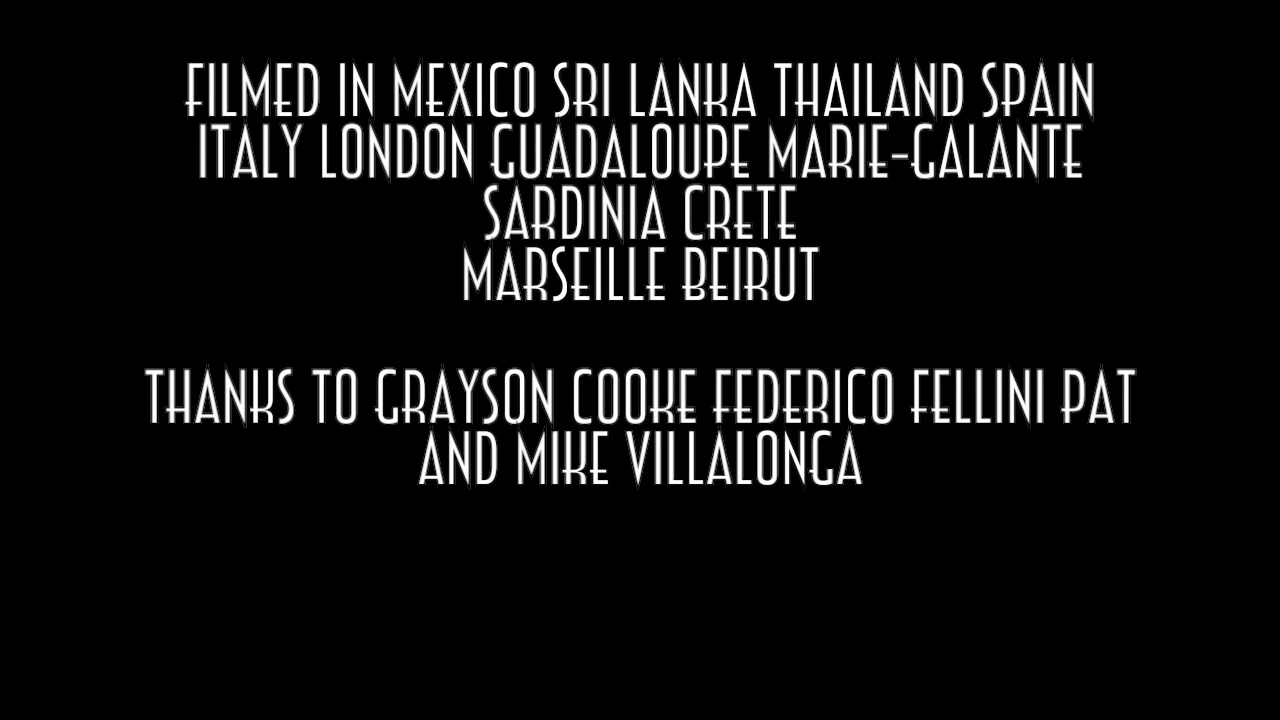 FILMED IN MEXICO SRI LANKA THAILAND SPAIN
ITALY LONDON GUADALOUPE MARIE-GALANTE
SARDINIA CRETE
MARSEILLE BEIRUT
THANKS TO GRAYSON COOKE FEDERICO FELLINI PAT
AND MIKE VILLALONGA